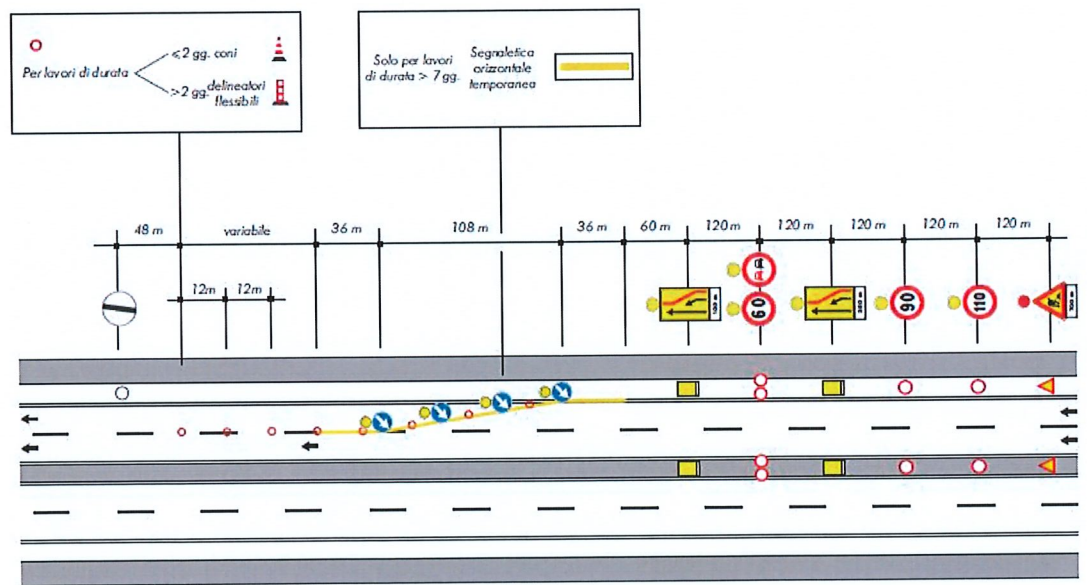 Per lavori di durata
≤2 gg. coni
>2 gg. delineatori
flessibili
Solo per lavori
di durata > 7 gg.
Segnaletica
orizzontale
temporanea
48 m
variabile
36 m
108 m
36 m
60 m
120 m
120 m
120 m
120 m
120 m
12m
12m
60
90
110